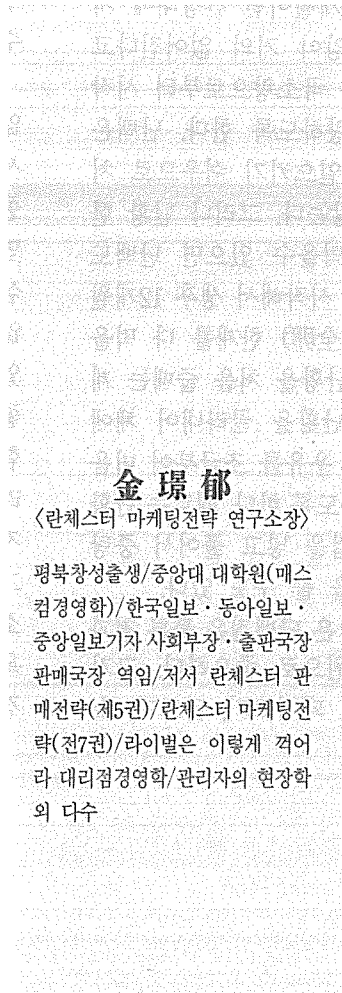 金 璟 郁
〈란체스터 마케팅전략 연구소장〉
평북창성출생/중앙대 대학원(매스
컴경영학)/한국일보·동아일보·
중앙일보기자 사회부장·출판국장
판매국장 역임/저서 란체스터 판
매전략(제5권)/란체스터 마케팅전
략(전7권)/라이벌은 이렇게 꺽어
라 대리점경영학/관리자의 현장학
외 다수